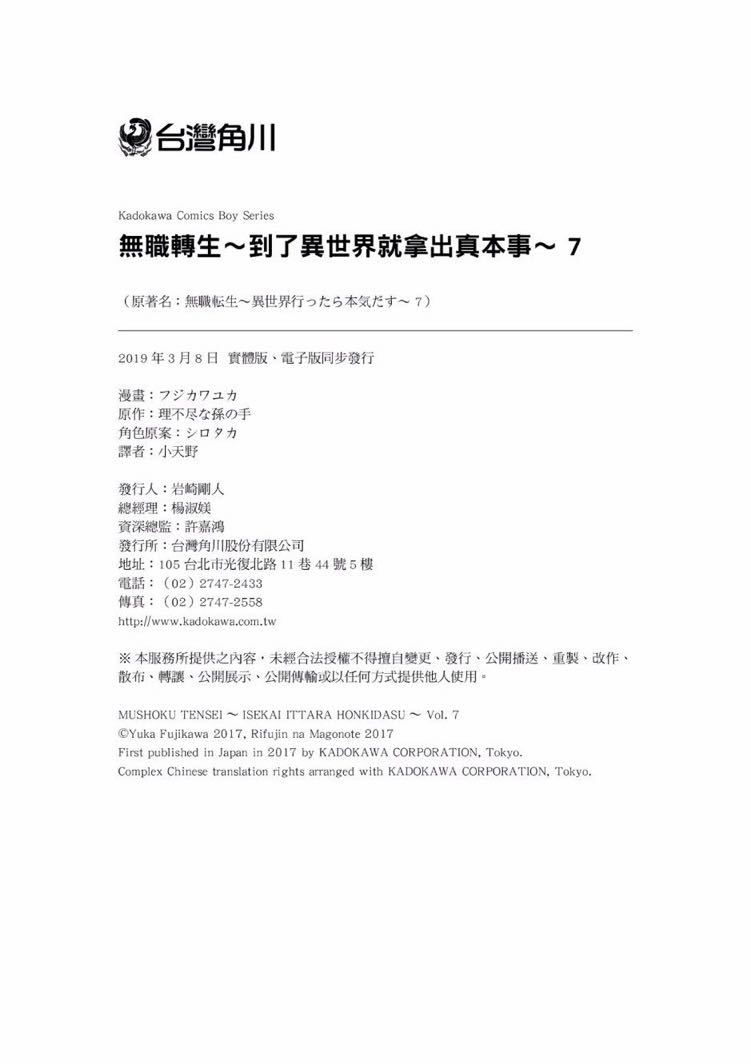 台灣角川
Kadokawa Comics Boy Series
無職轉生～到了異世界就拿出真本事～ 7
（原著名：無職転生～異世界行ったら本気だす～ 7）
2019 年 3 月 8 日 實體版、電子版同步發行
漫畫：フジカワユカ
原作：理不尽な孫の手
角色原案：シロタカ
譯者：小天野
發行人：岩崎剛人
總經理：楊淑媄
資深總監：許嘉鴻
發行所：台灣角川股份有限公司
地址：105 台北市光復北路 11 巷 44 號 5 樓
電話：（02）2747-2433
傳真：（02）2747-2558
http://www.kadokawa.com.tw
※ 本服務所提供之內容，未經合法授權不得擅自變更、發行、公開播送、重製、改作、
散布、轉讓、公開展示、公開傳輸或以任何方式提供他人使用。
MUSHOKU TENSEI ～ ISEKAI ITTARA HONKIDASU ～ Vol. 7
©Yuka Fujikawa 2017, Rifujin na Magonote 2017
First published in Japan in 2017 by KADOKAWA CORPORATION, Tokyo.
Complex Chinese translation rights arranged with KADOKAWA CORPORATION, Tokyo.